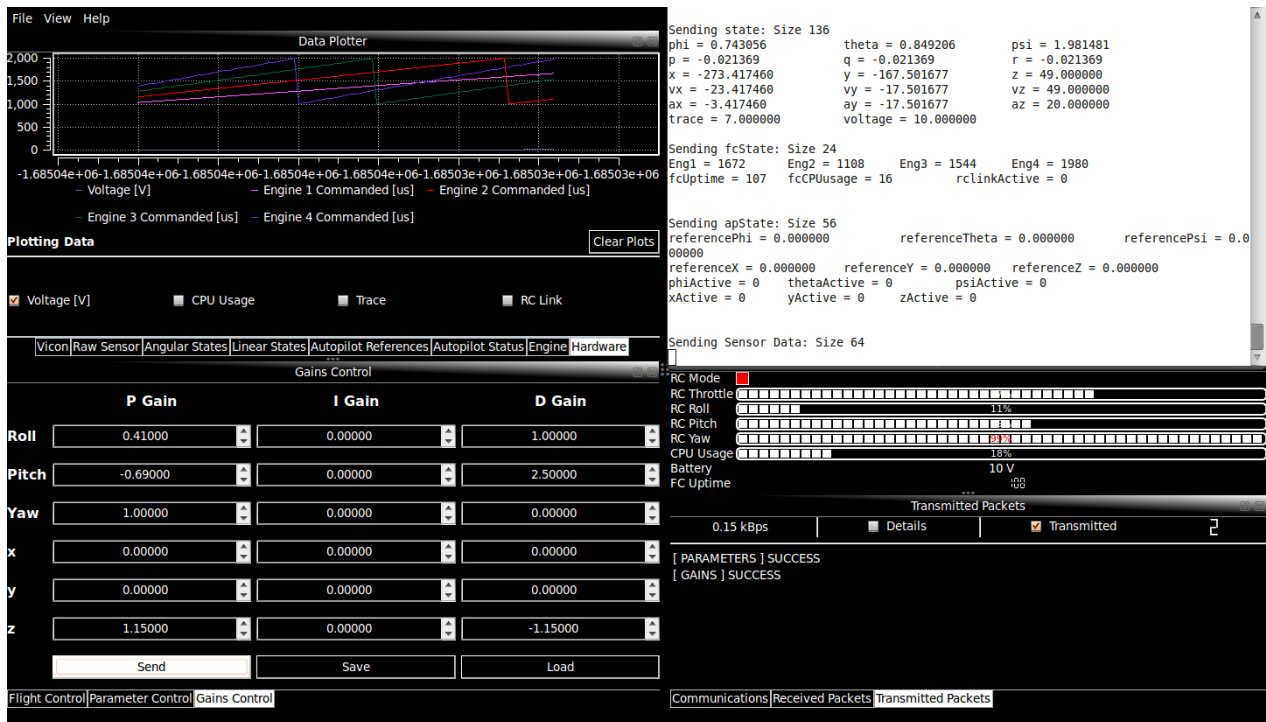 File View Help
Data Plotter
2,000
1,500
1,000
500
0
-1.68504e+06-1.68504e+06-1.68504e+06-1.68504e+06-1.68503e+06-1.68503e+06-1.68503e+06-1.68503e+06
Voltage [V] Engine 1 Commanded [us] Engine 2 Commanded [us]
Engine 3 Commanded [us] Engine 4 Commanded [us]
Plotting Data Clear Plots
Voltage [V] CPU Usage Trace RC Link
Vicon Raw Sensor Angular States Linear States Autopilot References Autopilot Status Engine Hardware
Gains Control
P Gain I Gain D Gain
Roll 0.41000 0.00000 1.00000
Pitch -0.69000 0.00000 2.50000
Yaw 1.00000 0.00000 0.00000
x 0.00000 0.00000 0.00000
y 0.00000 0.00000 0.00000
z 1.15000 0.00000 -1.15000
Send Save Load
Flight Control Parameter Control Gains Control
Sending state: Size 136
phi = 0.743056 theta = 0.849206 psi = 1.981481
p = -0.021369 q = -0.021369 r = -0.021369
x = -273.417460 y = -167.501677 z = 49.000000
vx = -23.417460 vy = -17.501677 vz = 49.000000
ax = -3.417460 ay = -17.501677 az = 20.000000
trace = 7.000000 voltage = 10.000000
Sending fcState: Size 24
Eng1 = 1672 Eng2 = 1108 Eng3 = 1544 Eng4 = 1980
fcUptime = 107 fcCPUusage = 16 rclinkActive = 0
Sending apState: Size 56
referencePhi = 0.000000 referenceTheta = 0.000000 referencePsi = 0.0
00000
referenceX = 0.000000 referenceY = 0.000000 referenceZ = 0.000000
phiActive = 0 thetaActive = 0 psiActive = 0
xActive = 0 yActive = 0 zActive = 0
Sending Sensor Data: Size 64
RC Mode
RC Throttle
RC Roll 11%
RC Pitch
RC Yaw 99%
CPU Usage 18%
Battery 10 V
FC Uptime 108
Transmitted Packets
0.15 kBps Details Transmitted 2
[ PARAMETERS ] SUCCESS
[ GAINS ] SUCCESS
Communications Received Packets Transmitted Packets